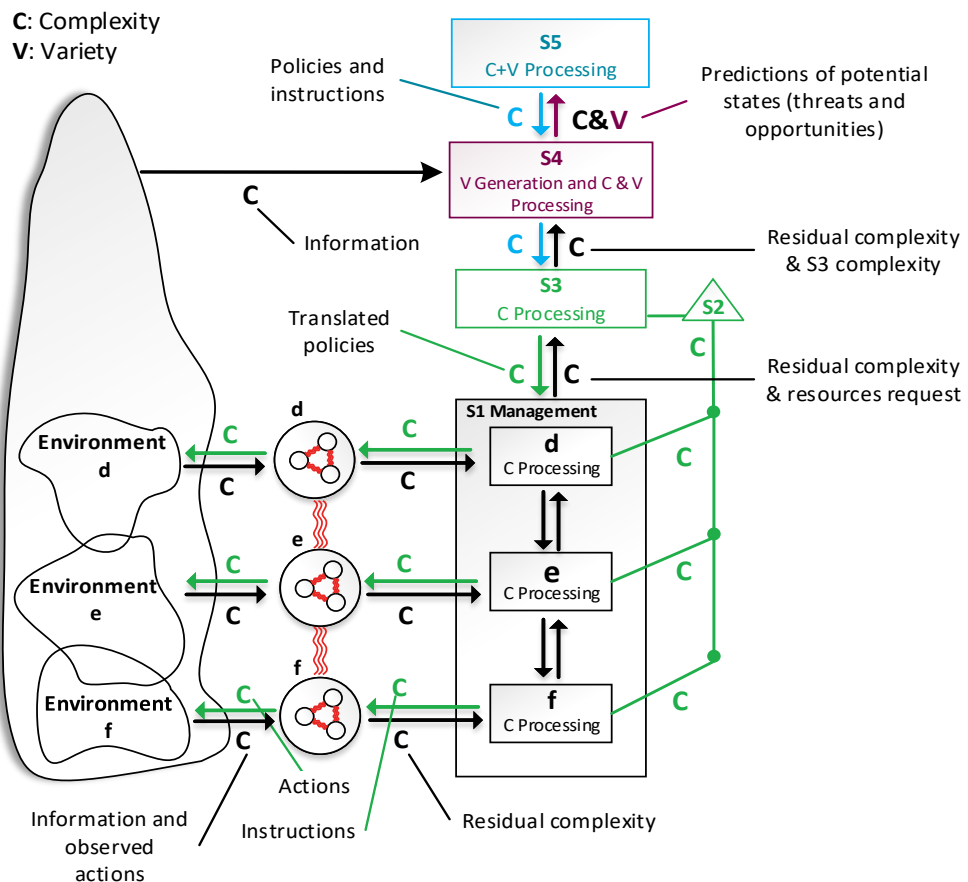 C: Complexity
V: Variety
S5
C+V Processing
Policies and
instructions
C
C&V
Predictions of potential
states (threats and
opportunities)
S4
V Generation and C & V
Processing
C
Information
C
C
Residual complexity
& S3 complexity
S3
C Processing
S2
C
Translated
policies
C
C
Residual complexity
& resources request
S1 Management
d
Environment
d
C
C
C
C
d
C Processing
C
e
Environment
e
C
C
C
C
e
C Processing
C
f
Environment
f
C
C
C
C
f
C Processing
C
Actions
Instructions
Residual complexity
Information and
observed
actions